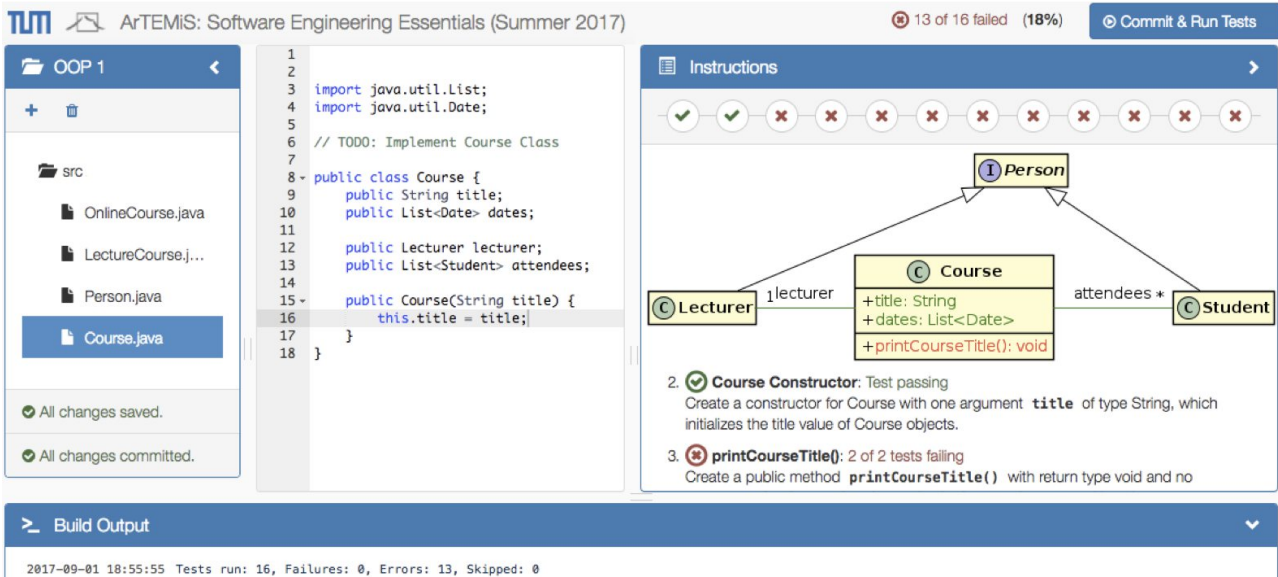 TUM ArTEMiS: Software Engineering Essentials (Summer 2017) 13 of 16 failed (18%) Commit & Run Tests
OOP 1
src
OnlineCourse.java
LectureCourse.j...
Person.java
Course.java
All changes saved.
All changes committed.
1
2
3 import java.util.List;
4 import java.util.Date;
5
6 // TODO: Implement Course Class
7
8 public class Course {
9 public String title;
10 public List<Date> dates;
11
12 public Lecturer lecturer;
13 public List<Student> attendees;
14
15 public Course(String title) {
16 this.title = title;
17 }
18 }
Instructions
I Person
C Course
C Lecturer 1 lecturer
+title: String
+dates: List<Date>
+printCourseTitle(): void
attendees * C Student
2. Course Constructor: Test passing
Create a constructor for Course with one argument title of type String, which
initializes the title value of Course objects.
3. printCourseTitle(): 2 of 2 tests failing
Create a public method printCourseTitle() with return type void and no
>_ Build Output
2017-09-01 18:55:55 Tests run: 16, Failures: 0, Errors: 13, Skipped: 0